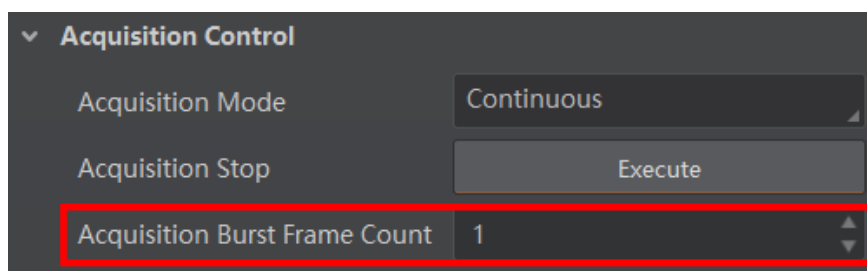 Acquisition Control
Acquisition Mode Continuous
Acquisition Stop Execute
Acquisition Burst Frame Count 1